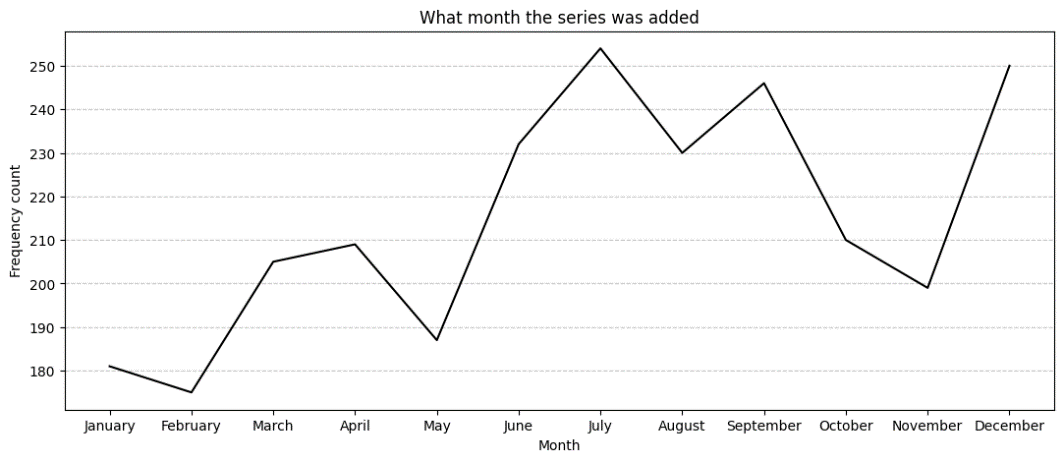 What month the series was added
Frequency count
250
240
230
220
210
200
190
180
January February March April May June July August September October November December
Month